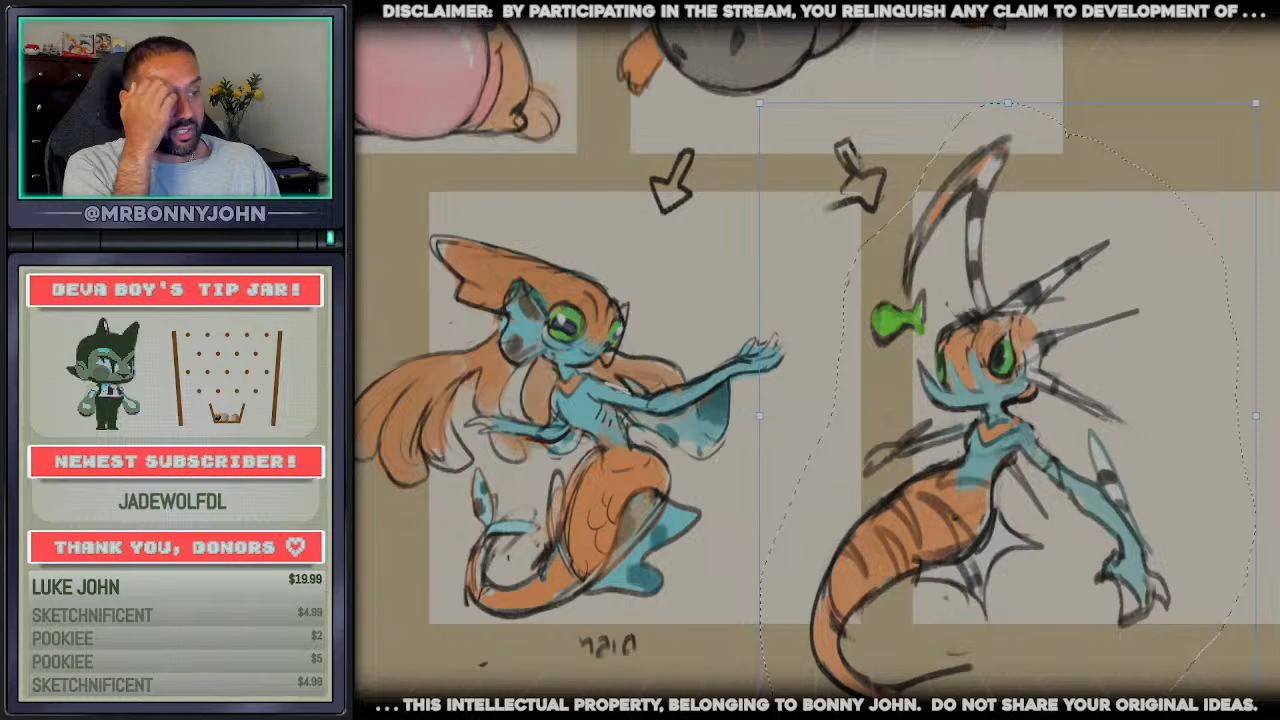 DISCLAIMER: BY PARTICIPATING IN THE STREAM, YOU RELINQUISH ANY CLAIM TO DEVELOPMENT OF . . .
@MRBONNYJOHN
DEVA BOY'S TIP JAR!
NEWEST SUBSCRIBER!
JADEWOLFDL
THANK YOU, DONORS ♡
LUKE JOHN $19.99
SKETCHNIFICENT $4.99
POOKIEE $2
POOKIEE $5
SKETCHNIFICENT $4.99
. . . THIS INTELLECTUAL PROPERTY, BELONGING TO BONNY JOHN. DO NOT SHARE YOUR ORIGINAL IDEAS.